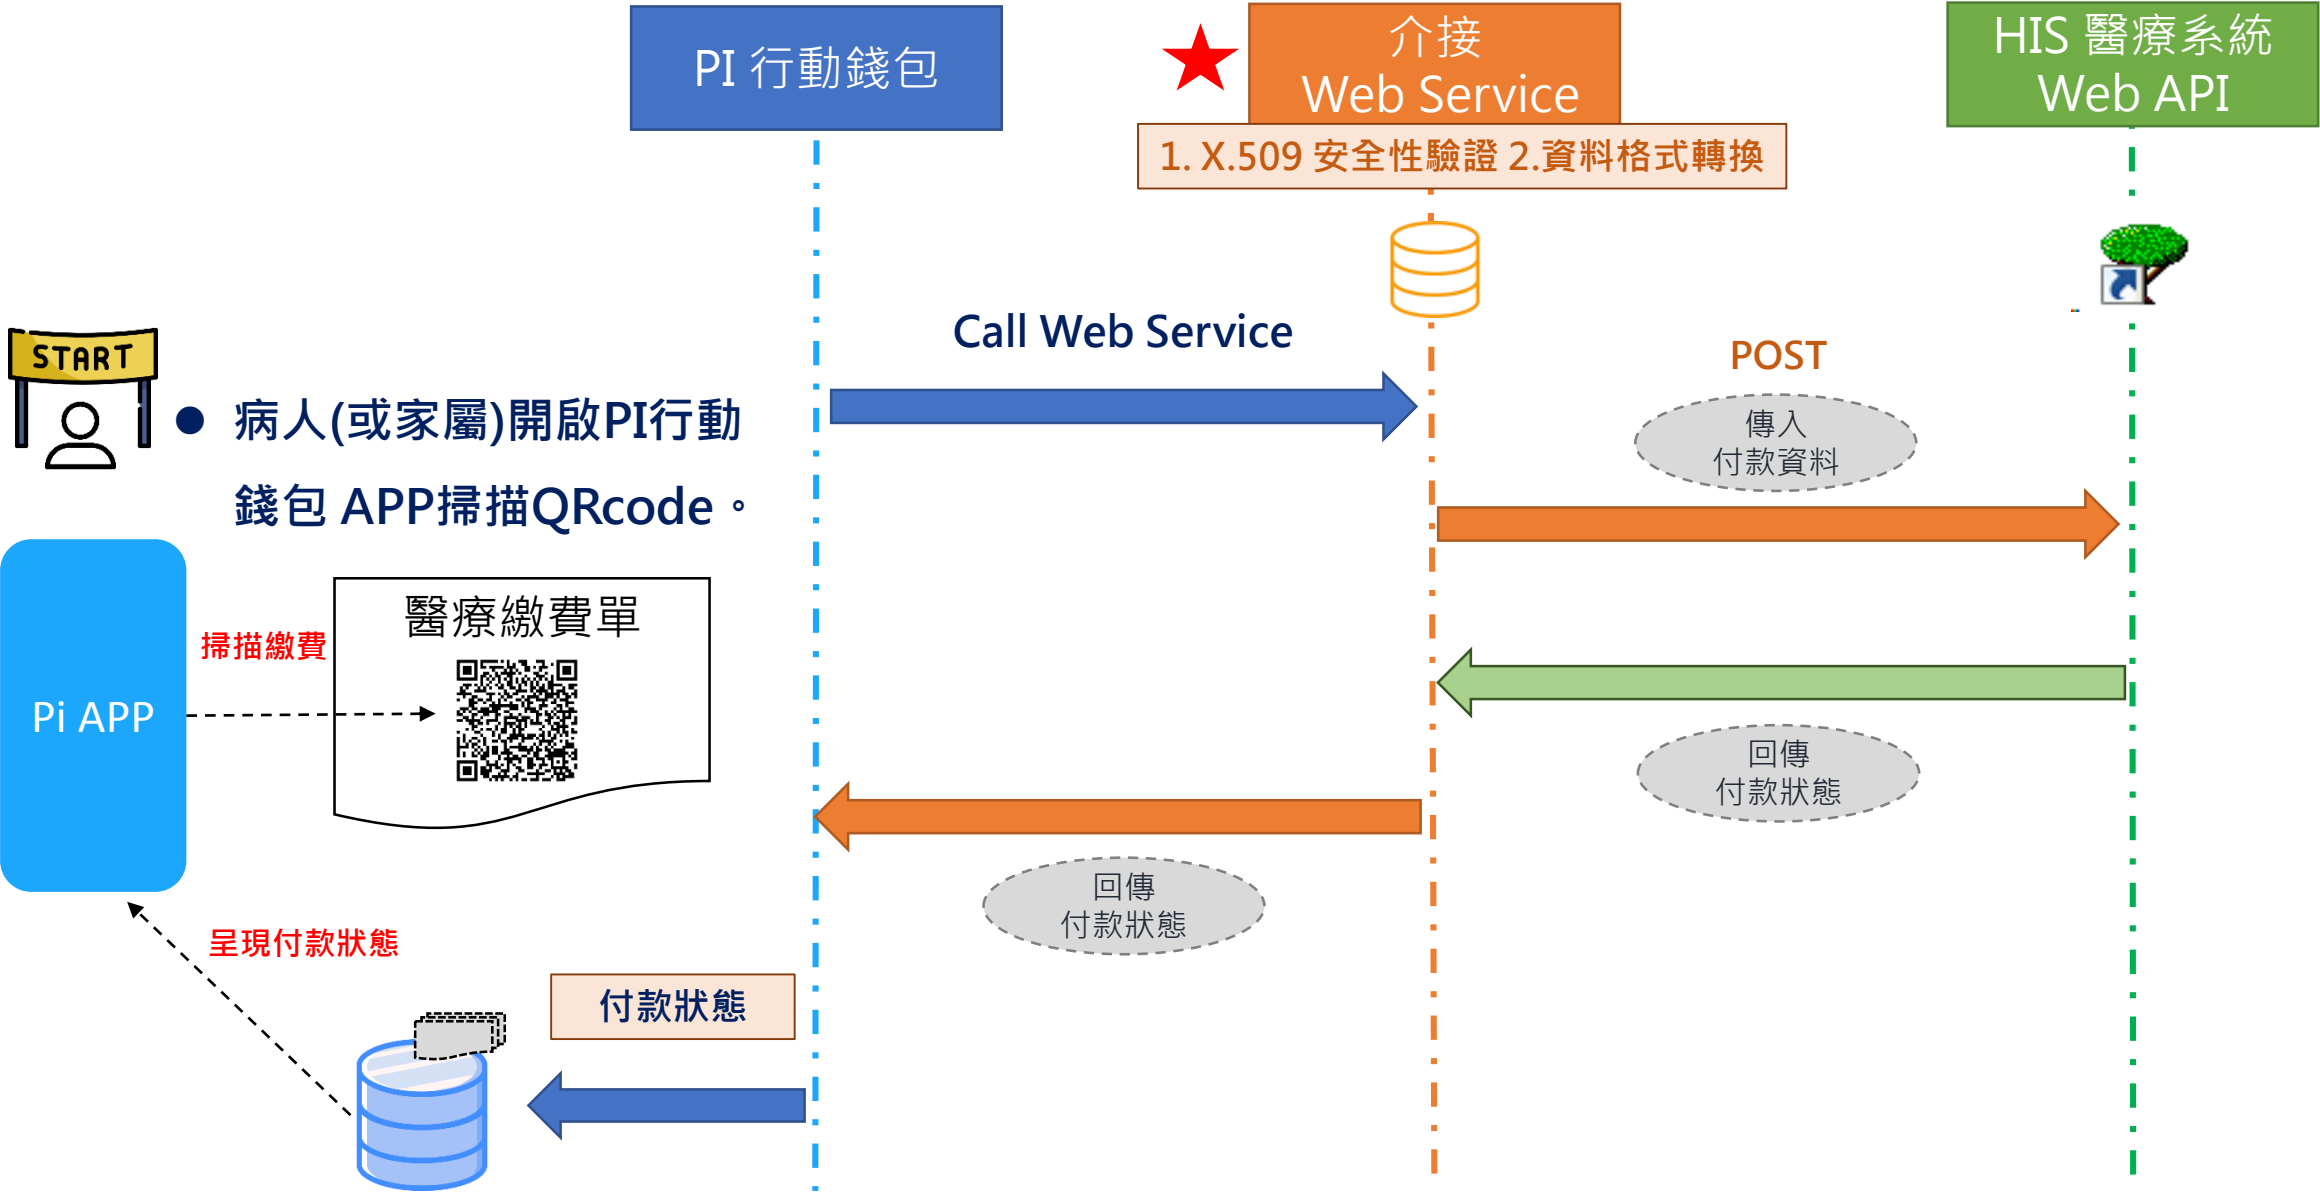 PI 行動錢包
介接
Web Service
HIS 醫療系統
Web API
1. X.509 安全性驗證 2.資料格式轉換
START
Call Web Service
POST
● 病人(或家屬)開啟PI行動
錢包 APP掃描QRcode。
傳入
付款資料
醫療繳費單
掃描繳費
Pi APP
回傳
付款狀態
回傳
付款狀態
呈現付款狀態
付款狀態